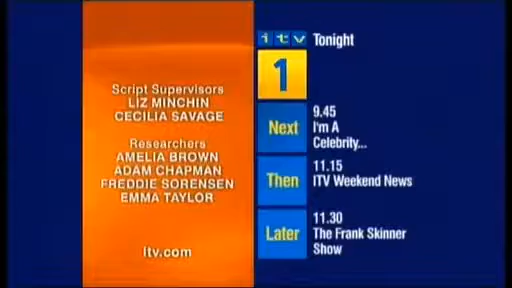 Script Supervisors
LIZ MINCHIN
CECILIA SAVAGE
Researchers
AMELIA BROWN
ADAM CHAPMAN
FREDDIE SORENSEN
EMMA TAYLOR
itv.com
itv Tonight
1
Next
9.45
I'm A
Celebrity...
Then
11.15
ITV Weekend News
Later
11.30
The Frank Skinner
Show